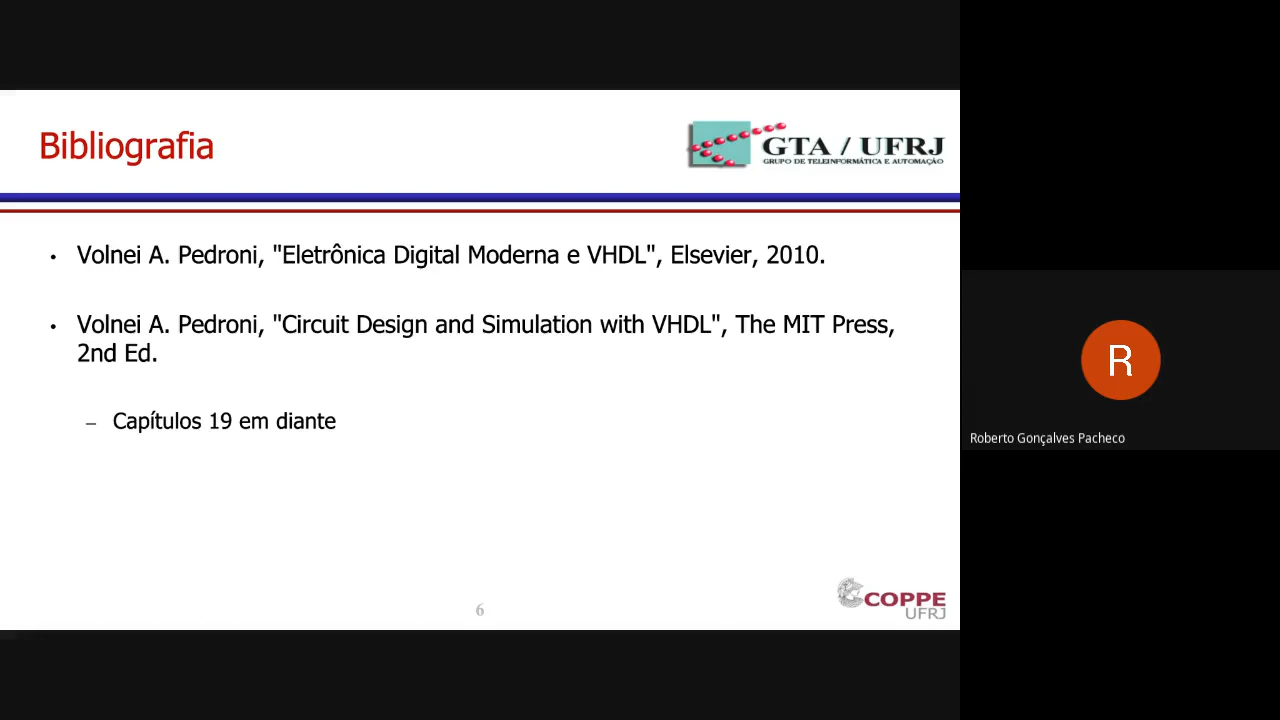 Bibliografia
GTA / UFRJ
GRUPO DE TELEINFORMÁTICA E AUTOMAÇÃO
• Volnei A. Pedroni, "Eletrônica Digital Moderna e VHDL", Elsevier, 2010.
• Volnei A. Pedroni, "Circuit Design and Simulation with VHDL", The MIT Press,
2nd Ed.
– Capítulos 19 em diante
R
Roberto Gonçalves Pacheco
6
COPPE
UFRJ